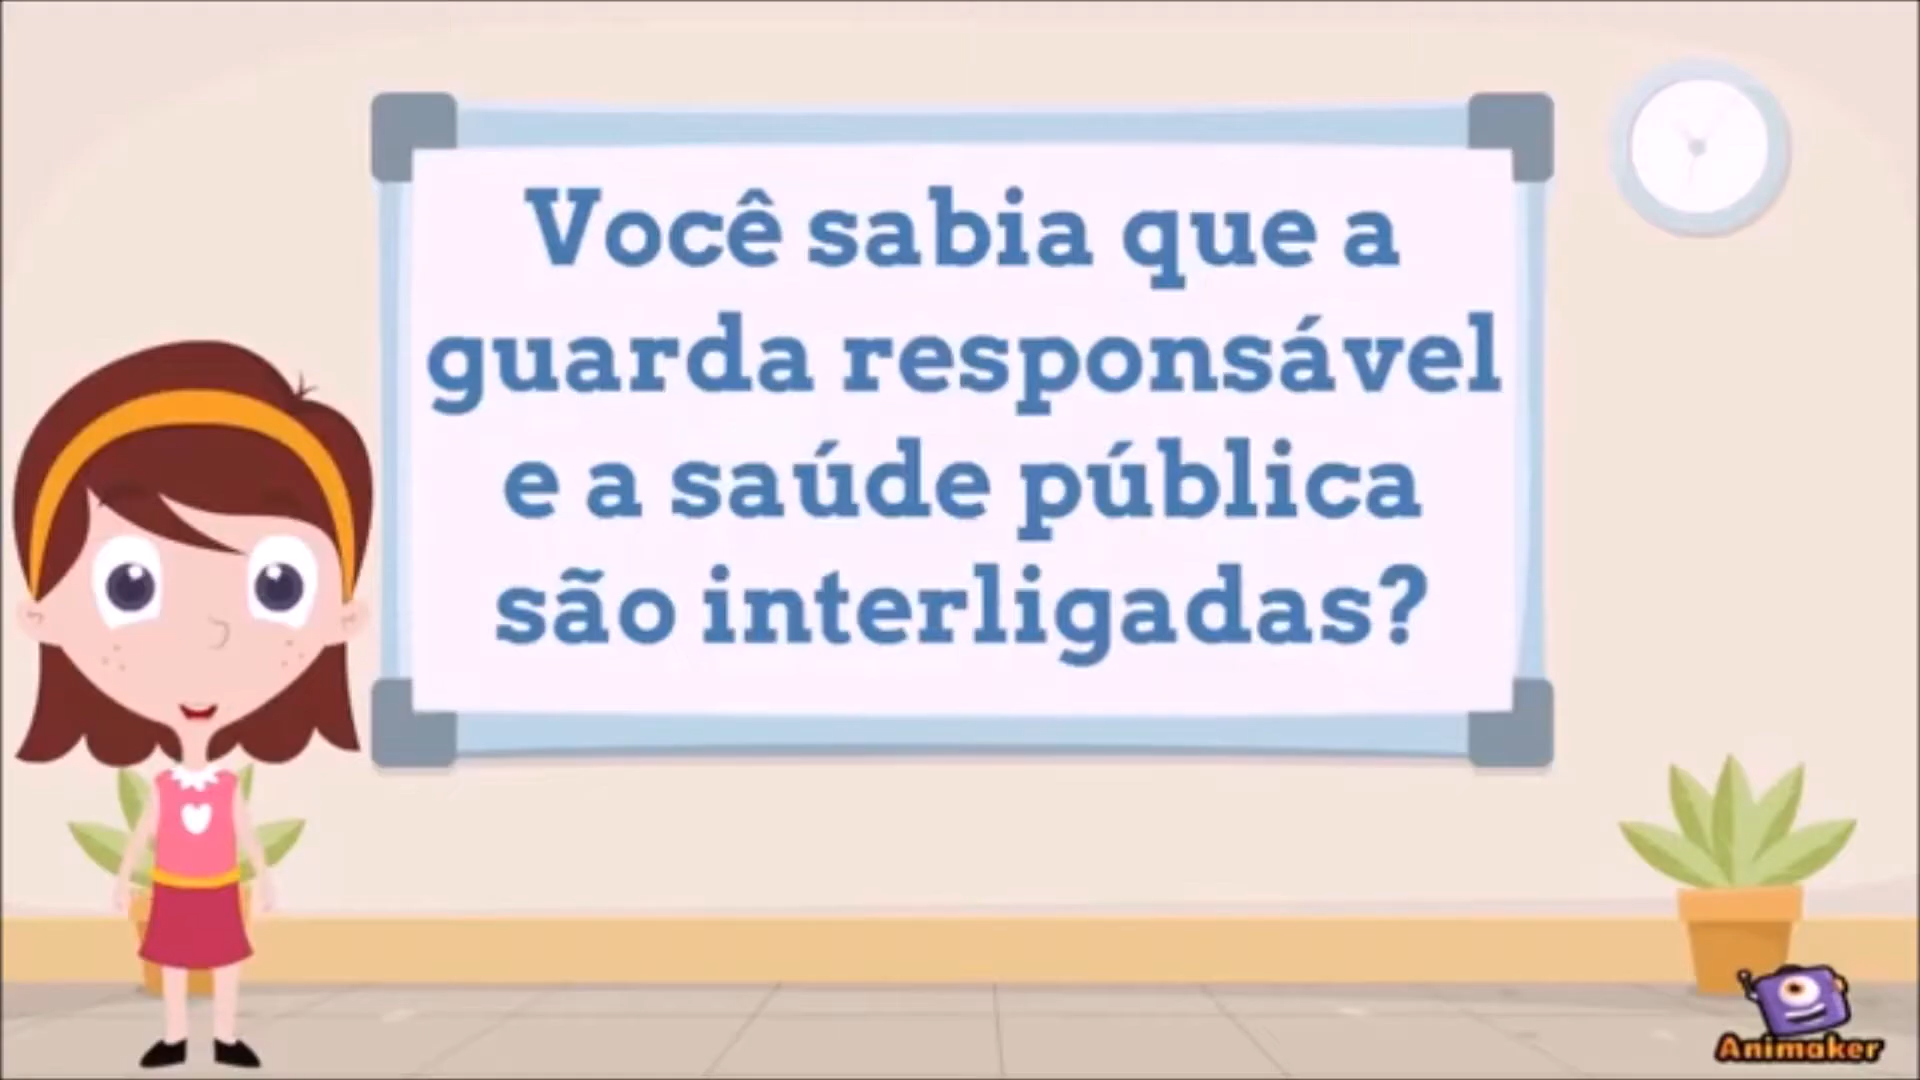 Você sabia que a
guarda responsável
e a saúde pública
são interligadas?
Animaker